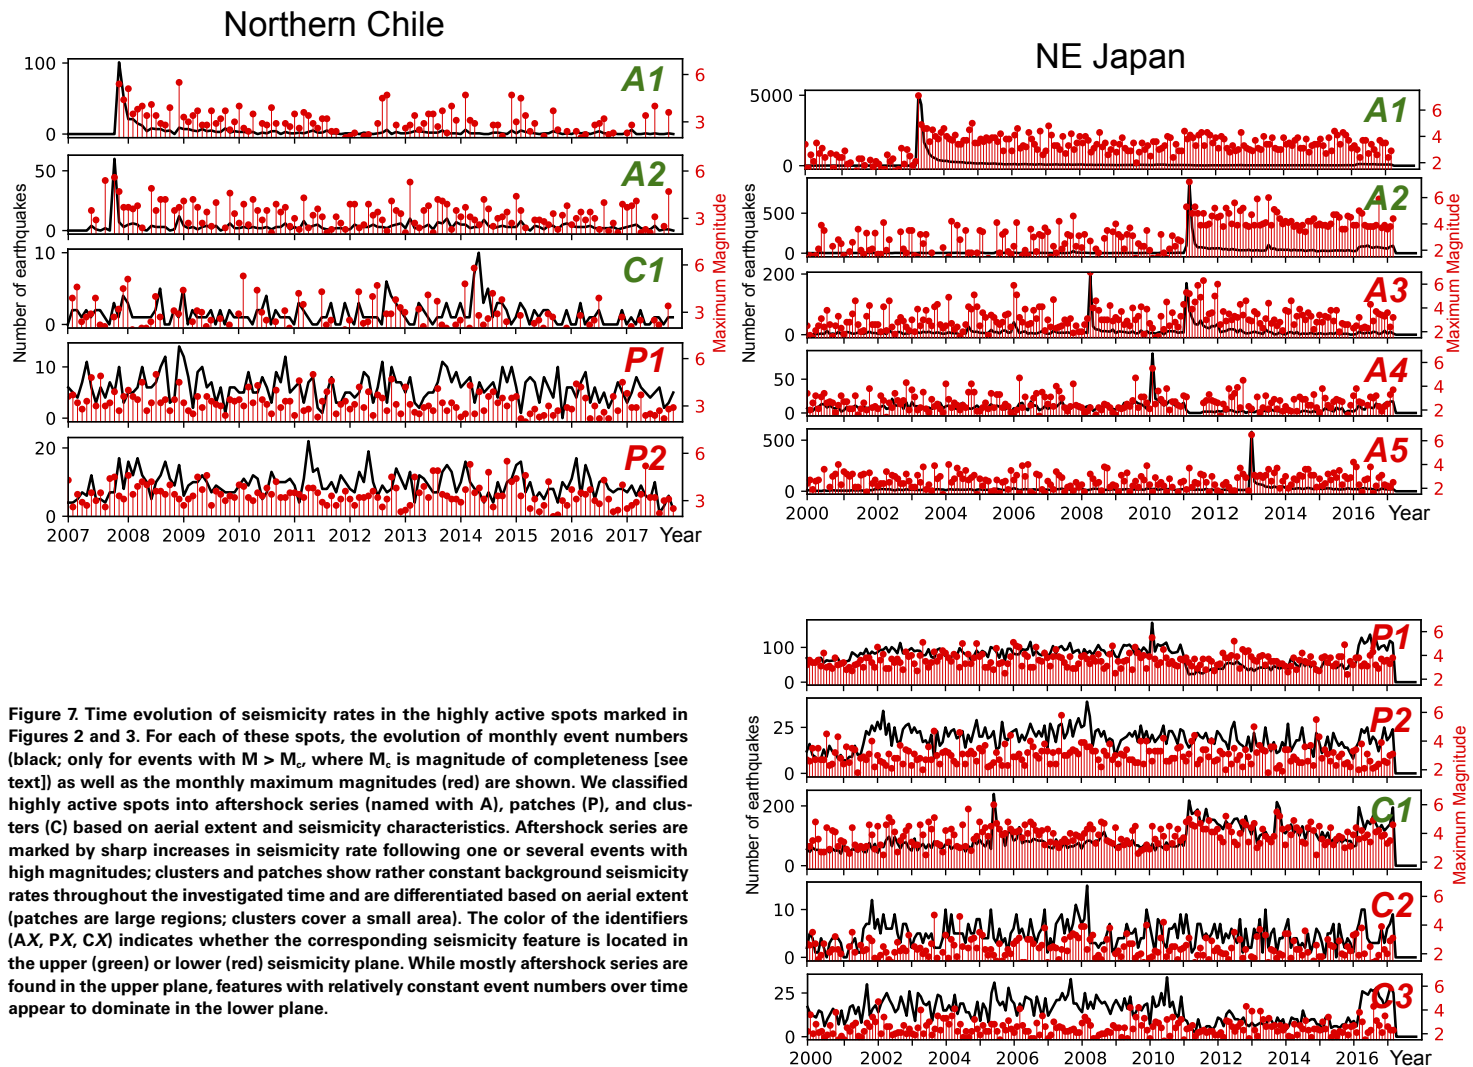 Northern Chile
100
0
6
3
A1
50
0
6
3
A2
10
0
6
3
C1
10
0
6
3
P1
20
0
6
3
P2
Number of earthquakes
Maximum Magnitude
2007 2008 2009 2010 2011 2012 2013 2014 2015 2016 2017 Year
NE Japan
5000
0
6
4
2
A1
500
0
6
4
2
A2
200
0
6
4
2
A3
50
0
6
4
2
A4
500
0
6
4
2
A5
Number of earthquakes
Maximum Magnitude
2000 2002 2004 2006 2008 2010 2012 2014 2016 Year
100
0
6
4
2
P1
25
0
6
4
2
P2
200
0
6
4
2
C1
10
0
6
4
2
C2
25
0
6
4
2
C3
Number of earthquakes
Maximum Magnitude
2000 2002 2004 2006 2008 2010 2012 2014 2016 Year
Figure 7. Time evolution of seismicity rates in the highly active spots marked in
Figures 2 and 3. For each of these spots, the evolution of monthly event numbers
(black; only for events with M > Mc, where Mc is magnitude of completeness [see
text]) as well as the monthly maximum magnitudes (red) are shown. We classified
highly active spots into aftershock series (named with A), patches (P), and clus-
ters (C) based on aerial extent and seismicity characteristics. Aftershock series are
marked by sharp increases in seismicity rate following one or several events with
high magnitudes; clusters and patches show rather constant background seismicity
rates throughout the investigated time and are differentiated based on aerial extent
(patches are large regions; clusters cover a small area). The color of the identifiers
(AX, PX, CX) indicates whether the corresponding seismicity feature is located in
the upper (green) or lower (red) seismicity plane. While mostly aftershock series are
found in the upper plane, features with relatively constant event numbers over time
appear to dominate in the lower plane.